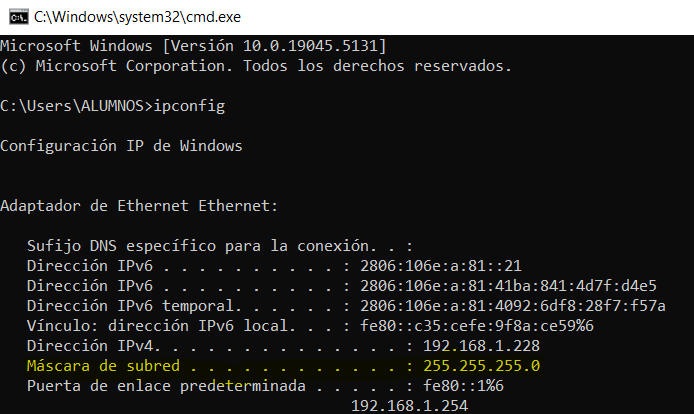 C:\Windows\system32\cmd.exe
Microsoft Windows [Versión 10.0.19045.5131]
(c) Microsoft Corporation. Todos los derechos reservados.
C:\Users\ALUMNOS>ipconfig
Configuración IP de Windows
Adaptador de Ethernet Ethernet:
Sufijo DNS específico para la conexión. . :
Dirección IPv6 . . . . . . . . . . : 2806:106e:a:81::21
Dirección IPv6 . . . . . . . . . . : 2806:106e:a:81:41ba:841:4d7f:d4e5
Dirección IPv6 temporal. . . . . . : 2806:106e:a:81:4092:6df8:28f7:f57a
Vínculo: dirección IPv6 local. . . : fe80::c35:cefe:9f8a:ce59%6
Dirección IPv4. . . . . . . . . . . . . . : 192.168.1.228
Máscara de subred . . . . . . . . . . . . : 255.255.255.0
Puerta de enlace predeterminada . . . . . : fe80::1%6
192.168.1.254